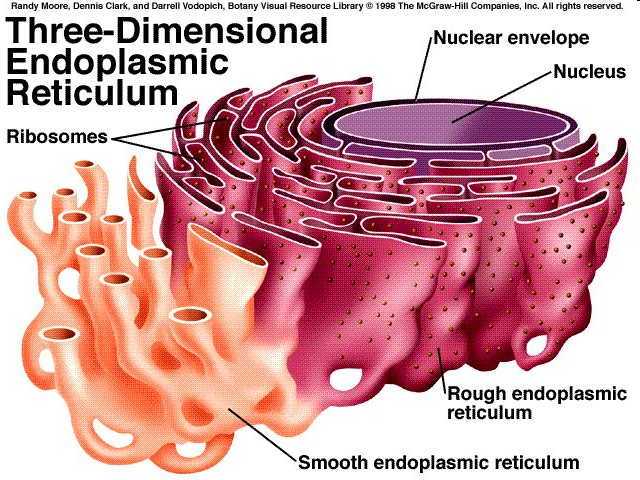 Randy Moore, Dennis Clark, and Darrell Vodopich, Botany Visual Resource Library © 1998 The McGraw-Hill Companies, Inc. All rights reserved.
Three-Dimensional
Endoplasmic
Reticulum
Nuclear envelope
Nucleus
Ribosomes
Rough endoplasmic
reticulum
Smooth endoplasmic reticulum